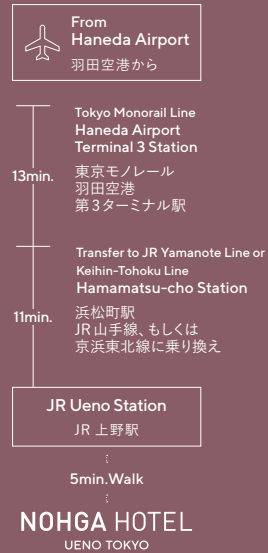 From
Haneda Airport
羽田空港から
Tokyo Monorail Line
Haneda Airport
Terminal 3 Station
13min.
東京モノレール
羽田空港
第3ターミナル駅
Transfer to JR Yamanote Line or
Keihin-Tohoku Line
Hamamatsu-cho Station
11min.
浜松町駅
JR山手線、もしくは
京浜東北線に乗り換え
JR Ueno Station
JR 上野駅
5min.Walk
NOHGA HOTEL
UENO TOKYO